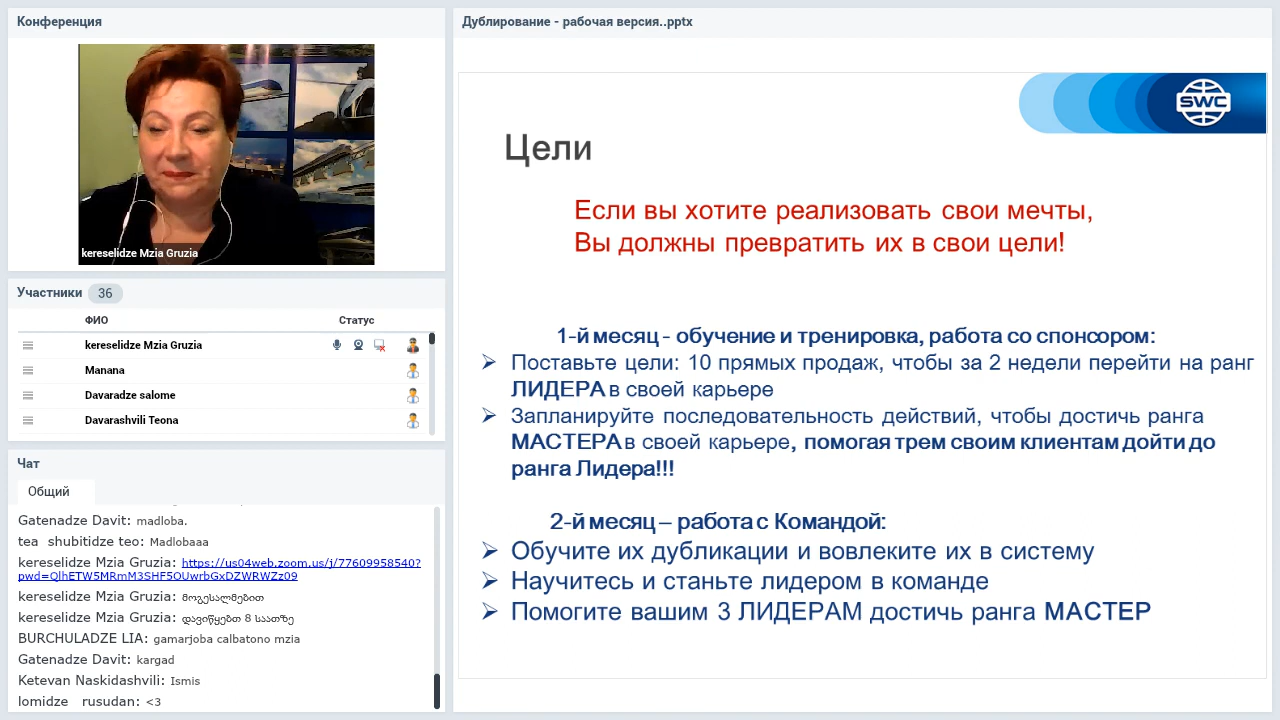 Конференция
kereselidze Mzia Gruzia
Участники 36
ФИО Статус
kereselidze Mzia Gruzia
Manana
Davaradze salome
Davarashvili Teona
Чат
Общий
Gatenadze Davit: madloba.
tea shubitidze teo: Madlobaaa
kereselidze Mzia Gruzia: https://us04web.zoom.us/j/77609958540?
pwd=QlhETW5MRmM3SHF5OUwrbGxDZWRWZz09
kereselidze Mzia Gruzia: მოგესალმებით
kereselidze Mzia Gruzia: დავიწყებთ 8 საათზე
BURCHULADZE LIA: gamarjoba calbatono mzia
Gatenadze Davit: kargad
Ketevan Naskidashvili: Ismis
lomidze rusudan: <3
Дублирование - рабочая версия..pptx
SWC
Цели
Если вы хотите реализовать свои мечты,
Вы должны превратить их в свои цели!
1-й месяц - обучение и тренировка, работа со спонсором:
➢ Поставьте цели: 10 прямых продаж, чтобы за 2 недели перейти на ранг
ЛИДЕРА в своей карьере
➢ Запланируйте последовательность действий, чтобы достичь ранга
МАСТЕРА в своей карьере, помогая трем своим клиентам дойти до
ранга Лидера!!!
2-й месяц – работа с Командой:
➢ Обучите их дубликации и вовлеките их в систему
➢ Научитесь и станьте лидером в команде
➢ Помогите вашим 3 ЛИДЕРАМ достичь ранга МАСТЕР